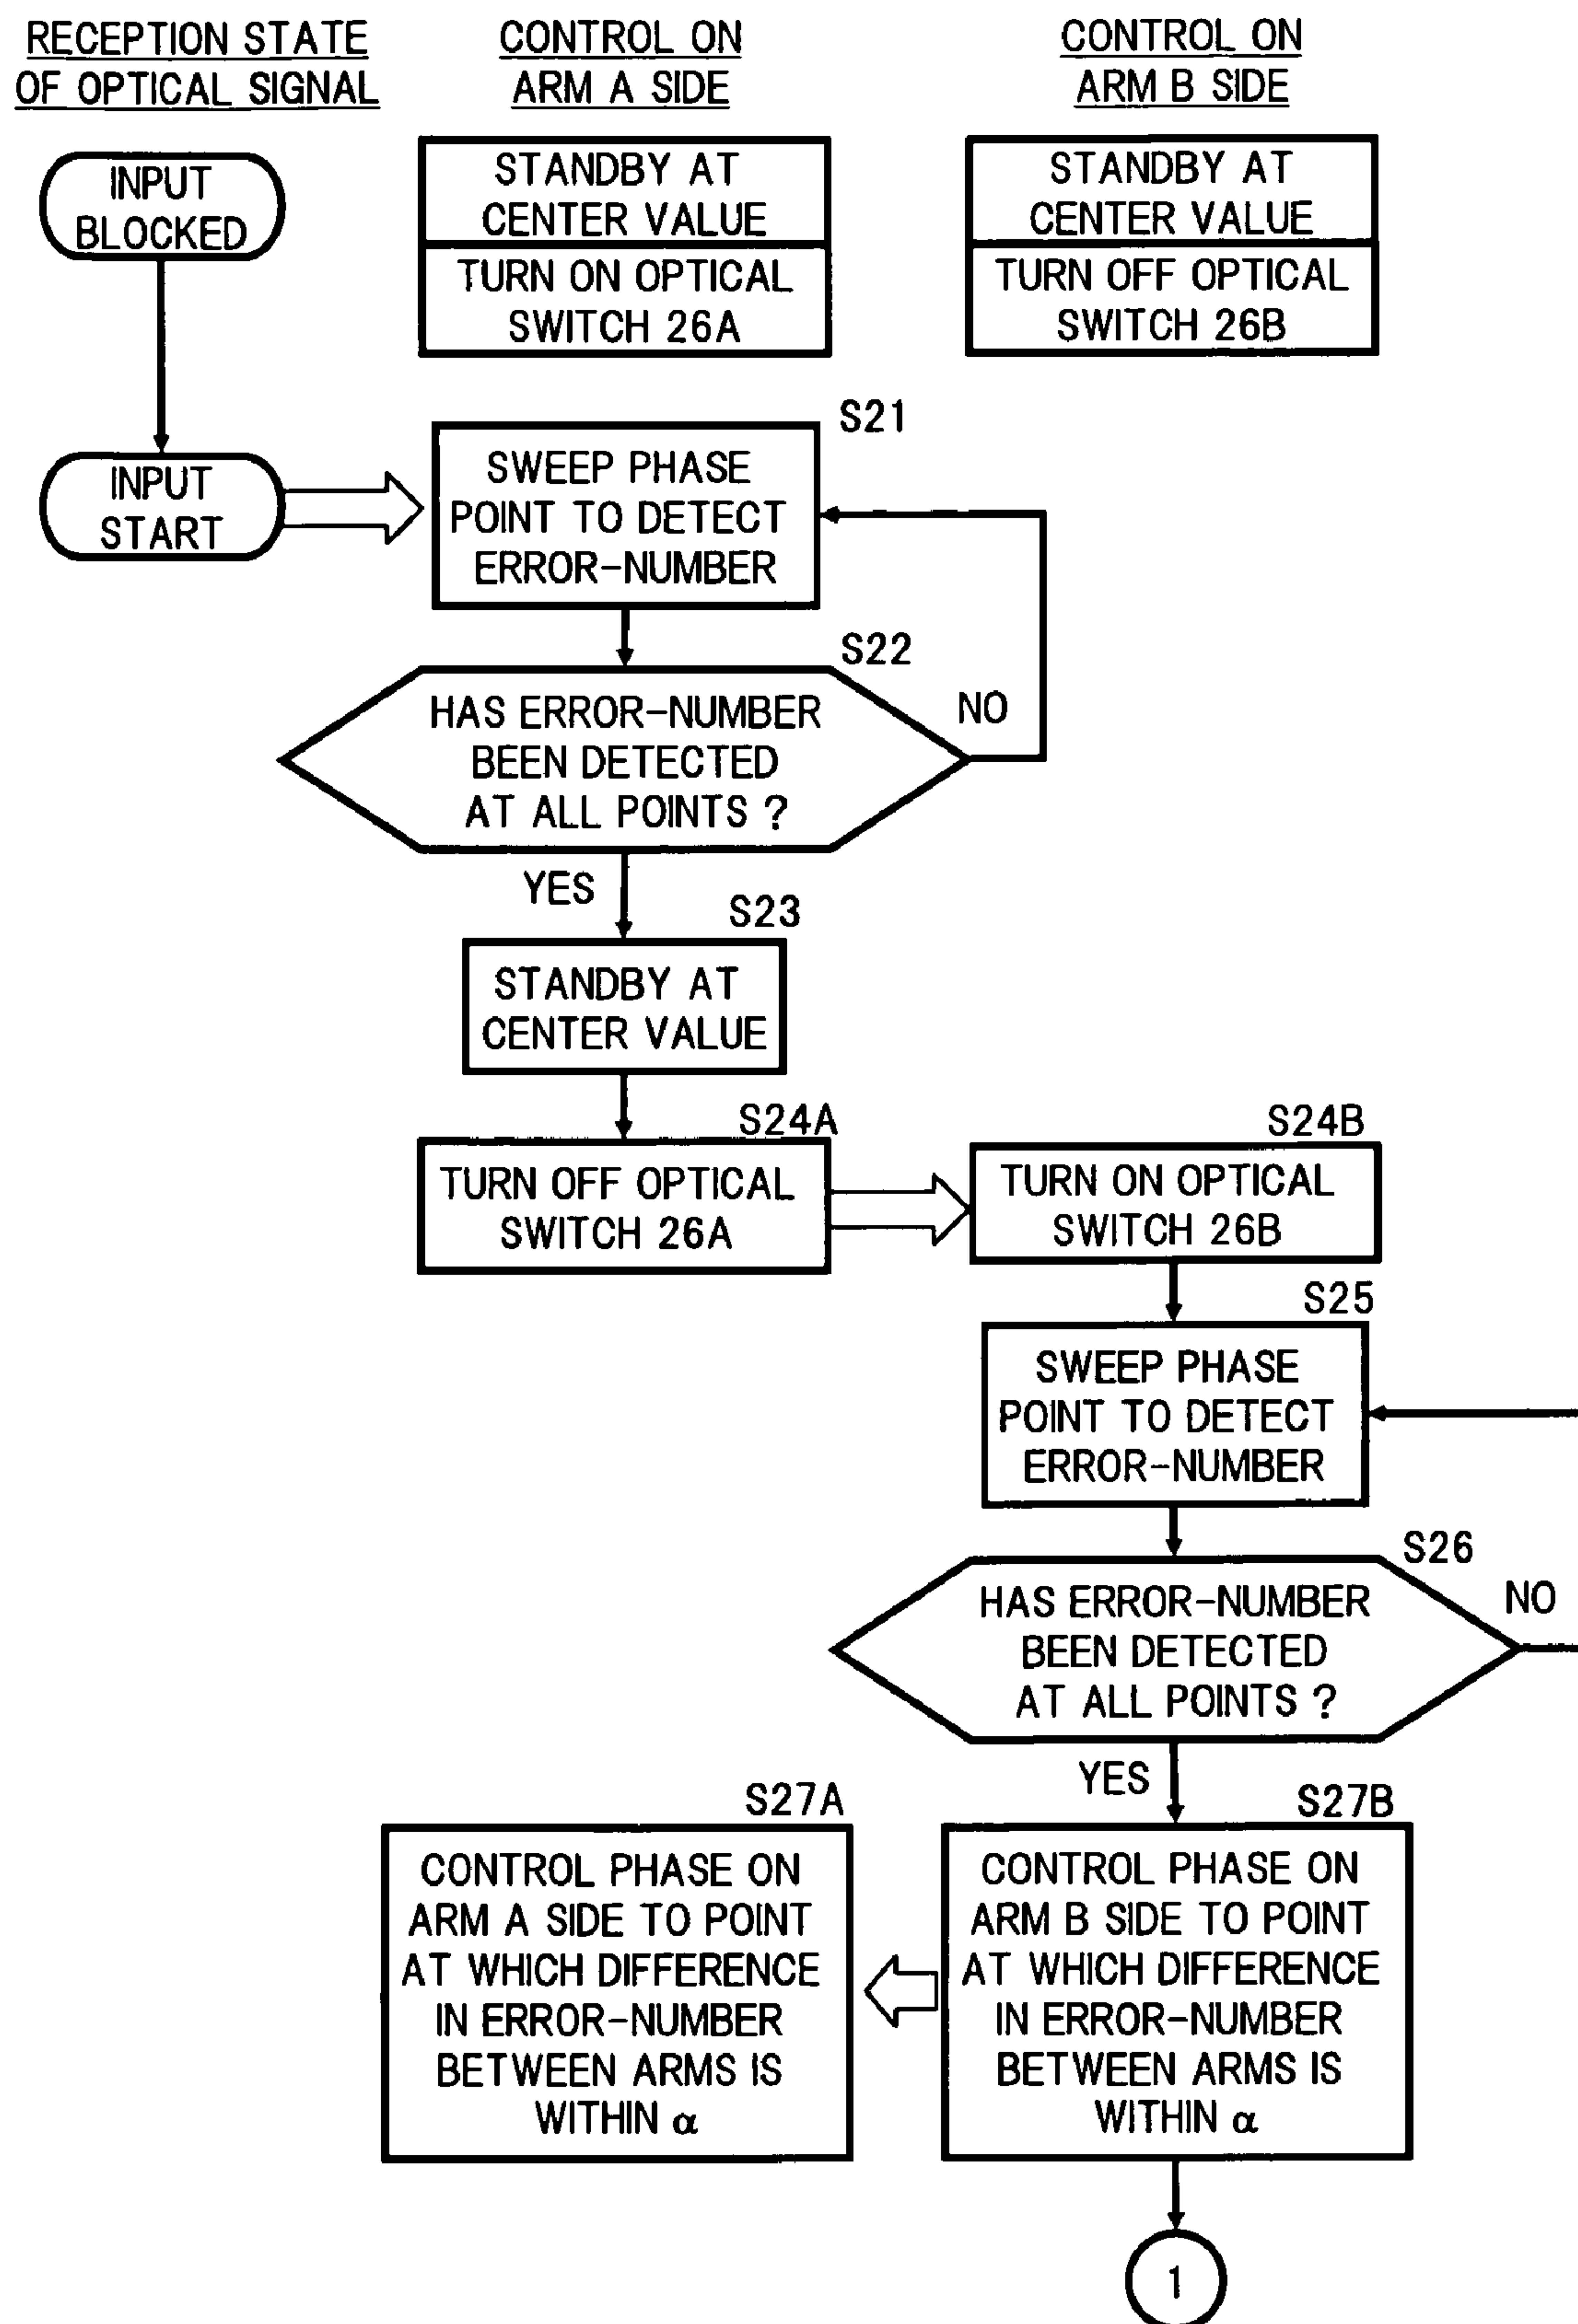 RECEPTION STATE
OF OPTICAL SIGNAL
CONTROL ON
ARM A SIDE
CONTROL ON
ARM B SIDE
INPUT
BLOCKED
STANDBY AT
CENTER VALUE
TURN ON OPTICAL
SWITCH 26A
STANDBY AT
CENTER VALUE
TURN OFF OPTICAL
SWITCH 26B
INPUT
START
S21
SWEEP PHASE
POINT TO DETECT
ERROR-NUMBER
S22
HAS ERROR-NUMBER
BEEN DETECTED
AT ALL POINTS ?
NO
YES
S23
STANDBY AT
CENTER VALUE
S24A
TURN OFF OPTICAL
SWITCH 26A
S24B
TURN ON OPTICAL
SWITCH 26B
S25
SWEEP PHASE
POINT TO DETECT
ERROR-NUMBER
S26
HAS ERROR-NUMBER
BEEN DETECTED
AT ALL POINTS ?
NO
YES
S27A
CONTROL PHASE ON
ARM A SIDE TO POINT
AT WHICH DIFFERENCE
IN ERROR-NUMBER
BETWEEN ARMS IS
WITHIN α
S27B
CONTROL PHASE ON
ARM B SIDE TO POINT
AT WHICH DIFFERENCE
IN ERROR-NUMBER
BETWEEN ARMS IS
WITHIN α
1